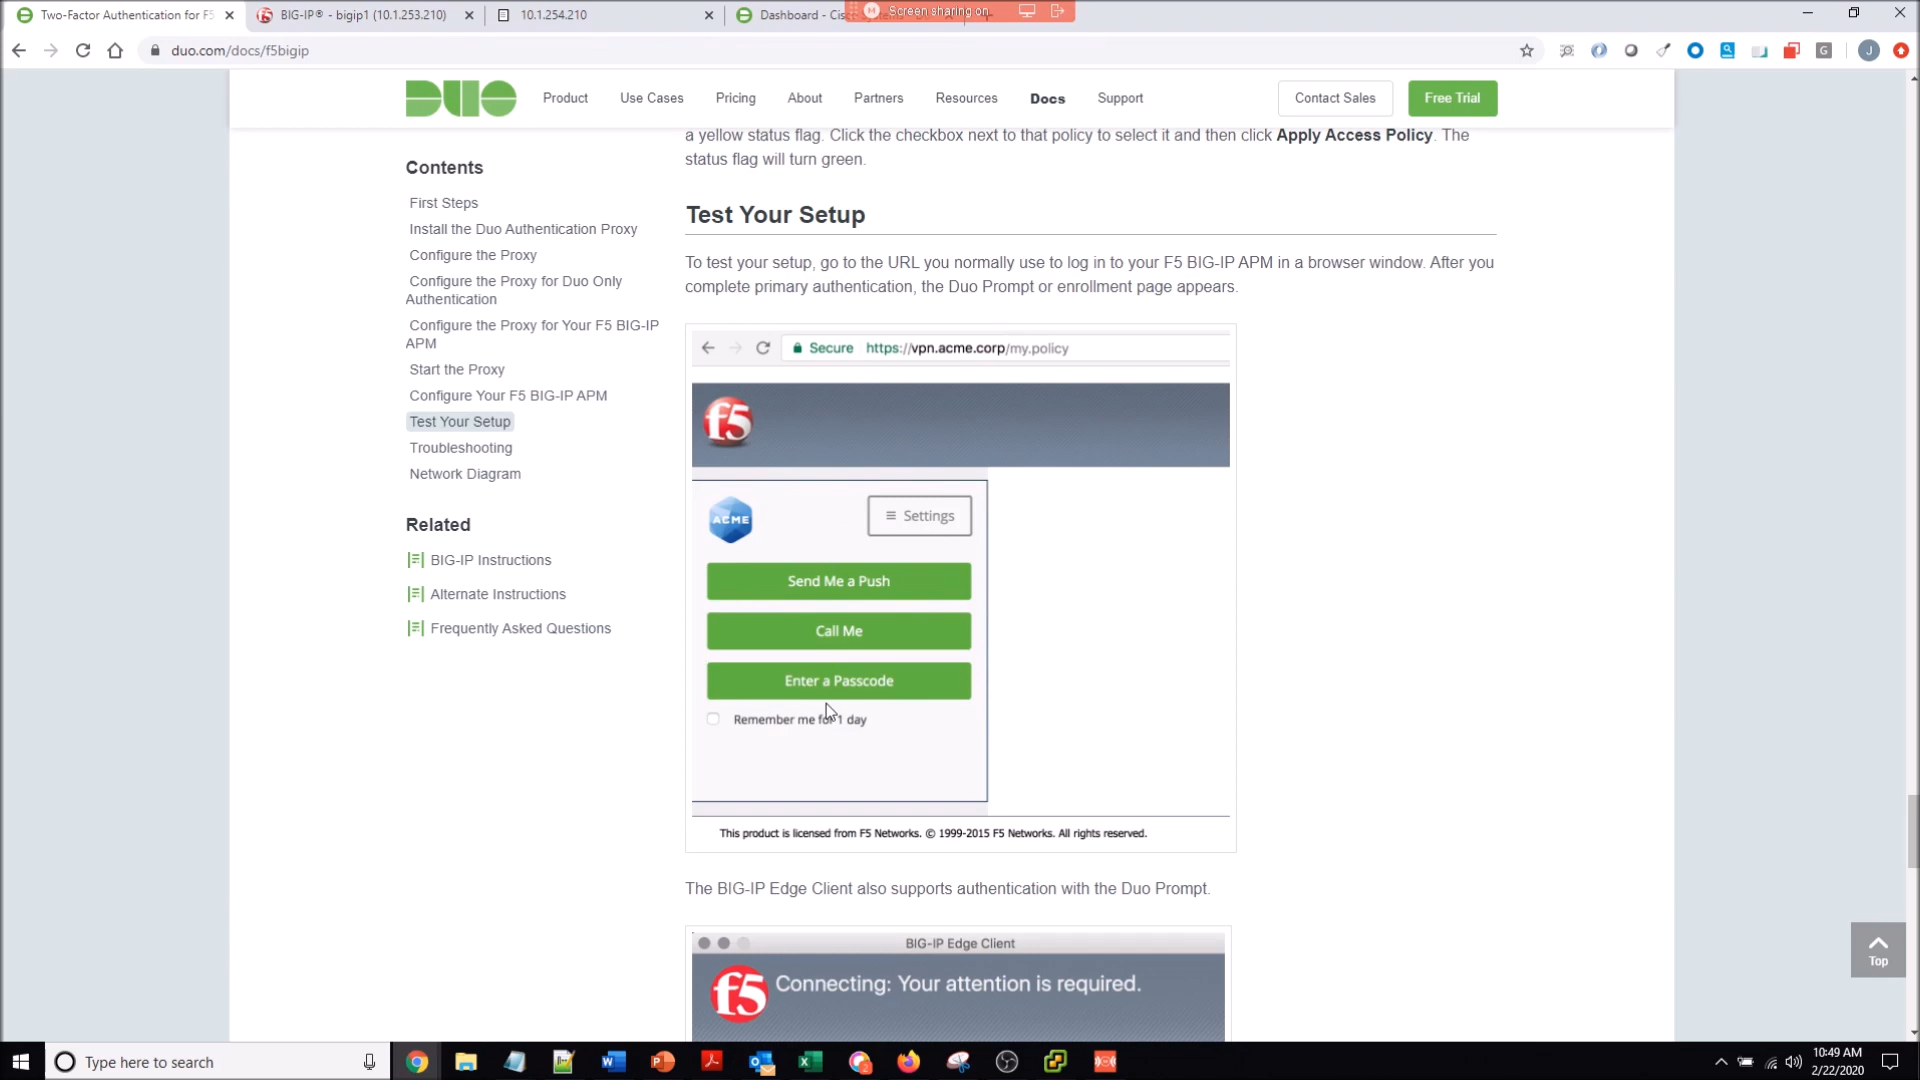 Two-Factor Authentication for F5
BIG-IP® - bigip1 (10.1.253.210)
10.1.254.210
Dashboard - Cisc
Screen sharing on
duo.com/docs/f5bigip
DUO
Product
Use Cases
Pricing
About
Partners
Resources
Docs
Support
Contact Sales
Free Trial
a yellow status flag. Click the checkbox next to that policy to select it and then click Apply Access Policy. The
status flag will turn green.
Contents
First Steps
Install the Duo Authentication Proxy
Configure the Proxy
Configure the Proxy for Duo Only
Authentication
Configure the Proxy for Your F5 BIG-IP
APM
Start the Proxy
Configure Your F5 BIG-IP APM
Test Your Setup
Troubleshooting
Network Diagram
Related
BIG-IP Instructions
Alternate Instructions
Frequently Asked Questions
Test Your Setup
To test your setup, go to the URL you normally use to log in to your F5 BIG-IP APM in a browser window. After you
complete primary authentication, the Duo Prompt or enrollment page appears.
Secure https://vpn.acme.corp/my.policy
f5
ACME
Settings
Send Me a Push
Call Me
Enter a Passcode
Remember me for 1 day
This product is licensed from F5 Networks. © 1999-2015 F5 Networks. All rights reserved.
The BIG-IP Edge Client also supports authentication with the Duo Prompt.
BIG-IP Edge Client
f5
Connecting: Your attention is required.
Top
Type here to search
10:49 AM
2/22/2020